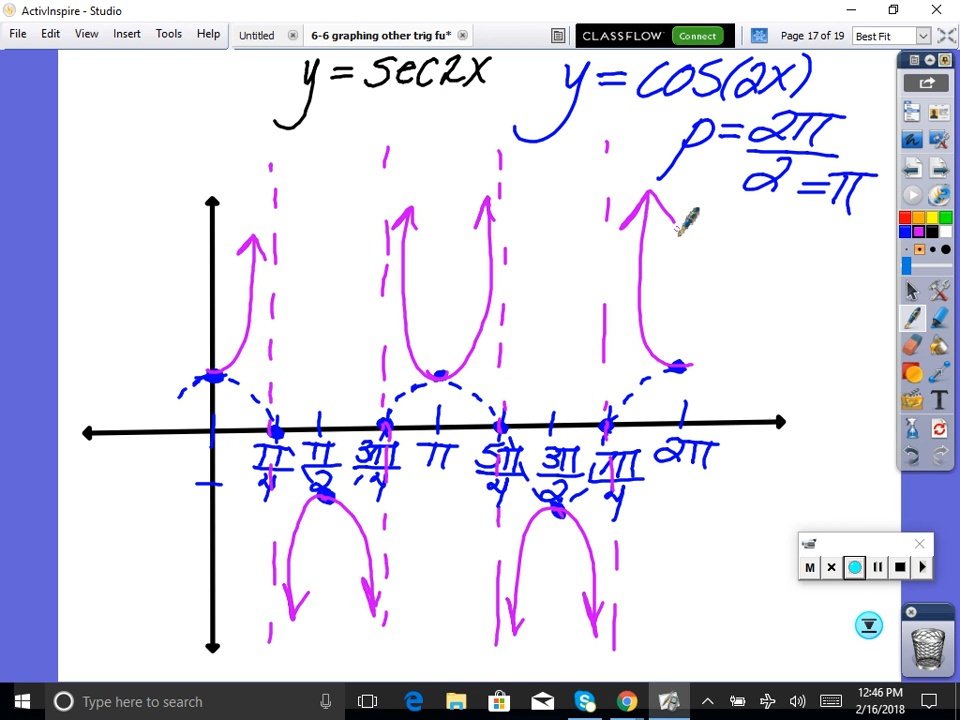 ActivInspire - Studio
File Edit View Insert Tools Help Untitled 6-6 graphing other trig fu* CLASSFLOW Connect Page 17 of 19 Best Fit
y = sec2x
y = cos(2x)
p = 2π/2 = π
π/4 π/2 3π/4 π 5π/4 3π/2 7π/4 2π
M
T
Type here to search
12:46 PM
2/16/2018